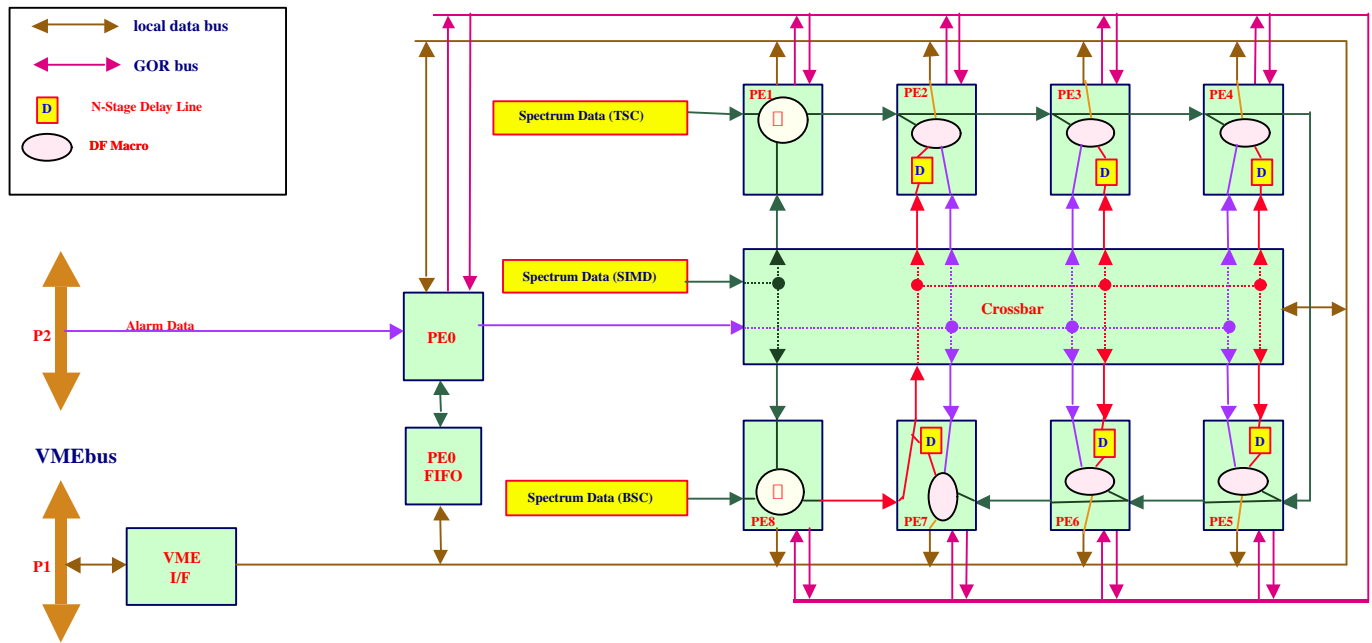 local data bus
GOR bus
D
N-Stage Delay Line
DF Macro
PE1
PE2
PE3
PE4
Spectrum Data (TSC)
D
D
D
Spectrum Data (SIMD)
Crossbar
P2
Alarm Data
PE0
VMEbus
PE0
FIFO
D
D
D
Spectrum Data (BSC)
PE8
PE7
PE6
PE5
P1
VME
I/F